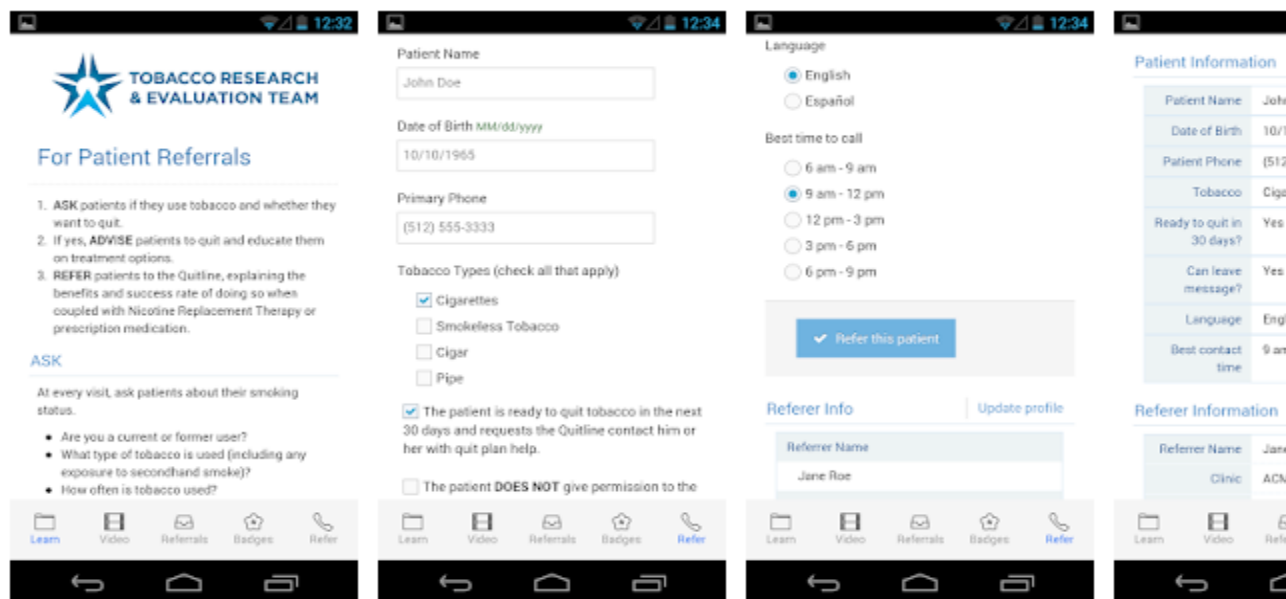 12:32
TOBACCO RESEARCH
& EVALUATION TEAM
For Patient Referrals
1. ASK patients if they use tobacco and whether they
want to quit.
2. If yes, ADVISE patients to quit and educate them
on treatment options.
3. REFER patients to the Quitline, explaining the
benefits and success rate of doing so when
coupled with Nicotine Replacement Therapy or
prescription medication.
ASK
At every visit, ask patients about their smoking
status.
• Are you a current or former user?
• What type of tobacco is used (including any
exposure to secondhand smoke)?
• How often is tobacco used?
Learn Video Referrals Badges Refer
12:34
Patient Name
John Doe
Date of Birth MM/dd/yyyy
10/10/1965
Primary Phone
(512) 555-3333
Tobacco Types (check all that apply)
Cigarettes
Smokeless Tobacco
Cigar
Pipe
The patient is ready to quit tobacco in the next
30 days and requests the Quitline contact him or
her with quit plan help.
The patient DOES NOT give permission to the
Learn Video Referrals Badges Refer
12:34
Language
English
Español
Best time to call
6 am - 9 am
9 am - 12 pm
12 pm - 3 pm
3 pm - 6 pm
6 pm - 9 pm
Refer this patient
Referer Info Update profile
Referrer Name
Jane Roe
Learn Video Referrals Badges Refer
Patient Information
Patient Name
Date of Birth 10/1
Patient Phone (512
Tobacco Ciga
Ready to quit in Yes
30 days?
Can leave Yes
message?
Language Engl
Best contact 9 am
time
Referer Information
Referrer Name Jane
Clinic ACM
Learn Video Refe